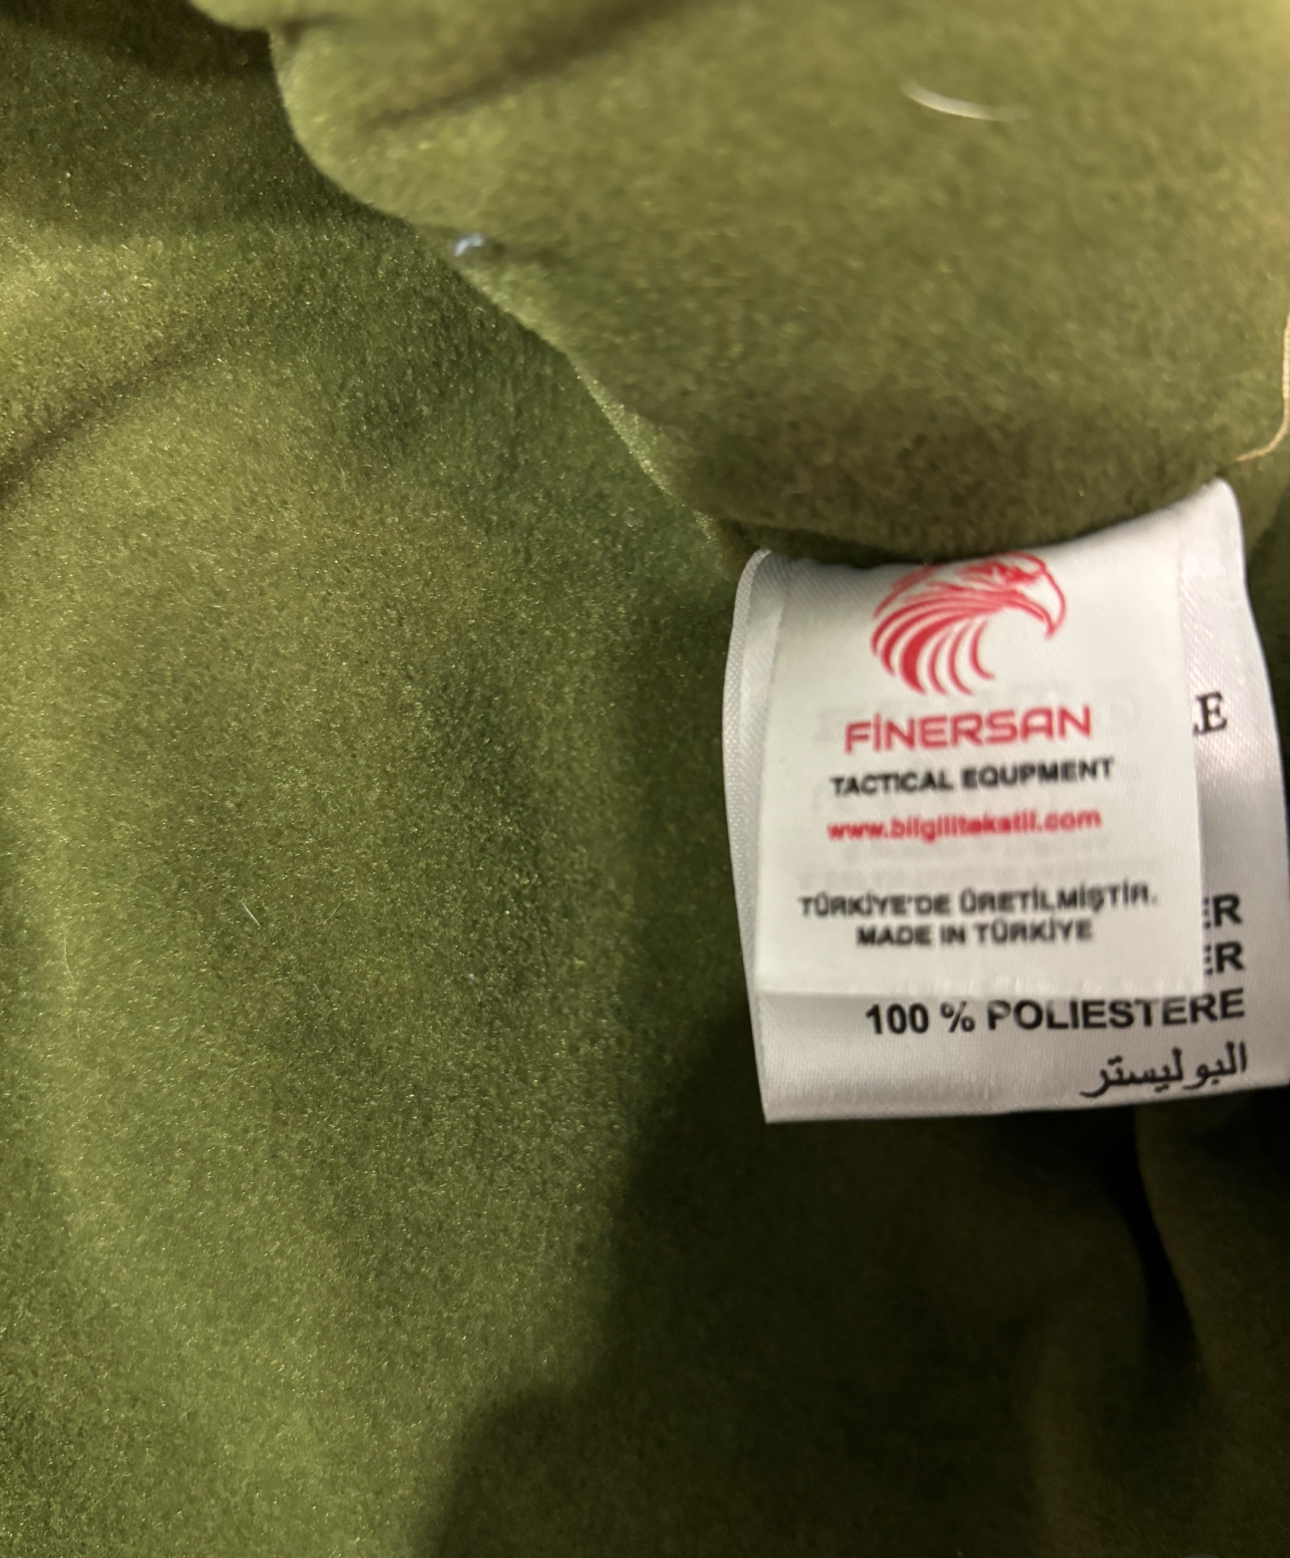 FİNERSAN
TACTICAL EQUPMENT
www.bilgilitekstil.com
TÜRKİYE'DE ÜRETİLMİŞTİR.
MADE IN TÜRKİYE
100 % POLIESTERE
البوليستر